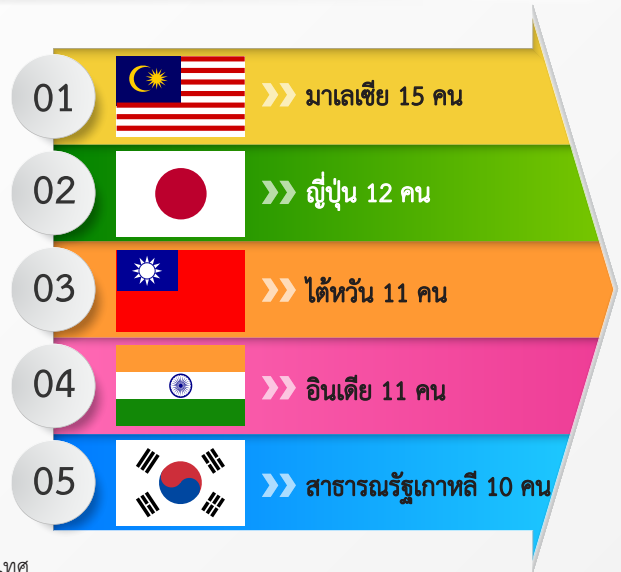 01 มาเลเซีย 15 คน
02 ญี่ปุ่น 12 คน
03 ไต้หวัน 11 คน
04 อินเดีย 11 คน
05 สาธารณรัฐเกาหลี 10 คน